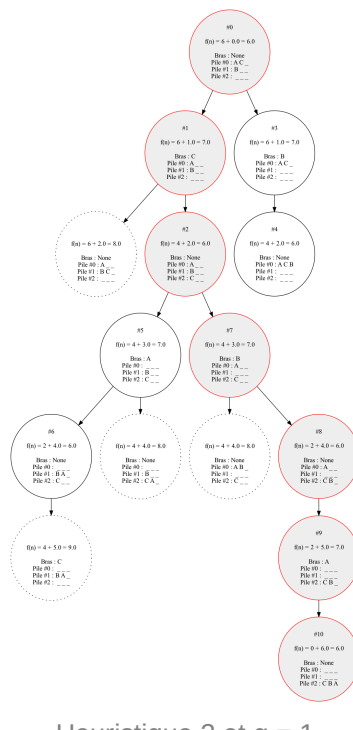 #0
f(n) = 6 + 0.0 = 6.0
Bras : None
Pile #0 : A C _
Pile #1 : B _ _
Pile #2 : _ _ _
#1
f(n) = 6 + 1.0 = 7.0
Bras : C
Pile #0 : A _ _
Pile #1 : B _ _
Pile #2 : _ _ _
#3
f(n) = 6 + 1.0 = 7.0
Bras : B
Pile #0 : A C _
Pile #1 : _ _ _
Pile #2 : _ _ _
f(n) = 6 + 2.0 = 8.0
Bras : None
Pile #0 : A _ _
Pile #1 : B C _
Pile #2 : _ _ _
#2
f(n) = 4 + 2.0 = 6.0
Bras : None
Pile #0 : A _ _
Pile #1 : B _ _
Pile #2 : C _ _
#4
f(n) = 4 + 2.0 = 6.0
Bras : None
Pile #0 : A C B
Pile #1 : _ _ _
Pile #2 : _ _ _
#5
f(n) = 4 + 3.0 = 7.0
Bras : A
Pile #0 : _ _ _
Pile #1 : B _ _
Pile #2 : C _ _
#7
f(n) = 4 + 3.0 = 7.0
Bras : B
Pile #0 : A _ _
Pile #1 : _ _ _
Pile #2 : C _ _
#6
f(n) = 2 + 4.0 = 6.0
Bras : None
Pile #0 : _ _ _
Pile #1 : B A _
Pile #2 : C _ _
f(n) = 4 + 4.0 = 8.0
Bras : None
Pile #0 : _ _ _
Pile #1 : B _ _
Pile #2 : C A _
f(n) = 4 + 4.0 = 8.0
Bras : None
Pile #0 : A B _
Pile #1 : _ _ _
Pile #2 : C _ _
#8
f(n) = 2 + 4.0 = 6.0
Bras : None
Pile #0 : A _ _
Pile #1 : _ _ _
Pile #2 : C B _
f(n) = 4 + 5.0 = 9.0
Bras : C
Pile #0 : _ _ _
Pile #1 : B A _
Pile #2 : _ _ _
#9
f(n) = 2 + 5.0 = 7.0
Bras : A
Pile #0 : _ _ _
Pile #1 : _ _ _
Pile #2 : C B _
#10
f(n) = 0 + 6.0 = 6.0
Bras : None
Pile #0 : _ _ _
Pile #1 : _ _ _
Pile #2 : C B A
Heuristique 2 et